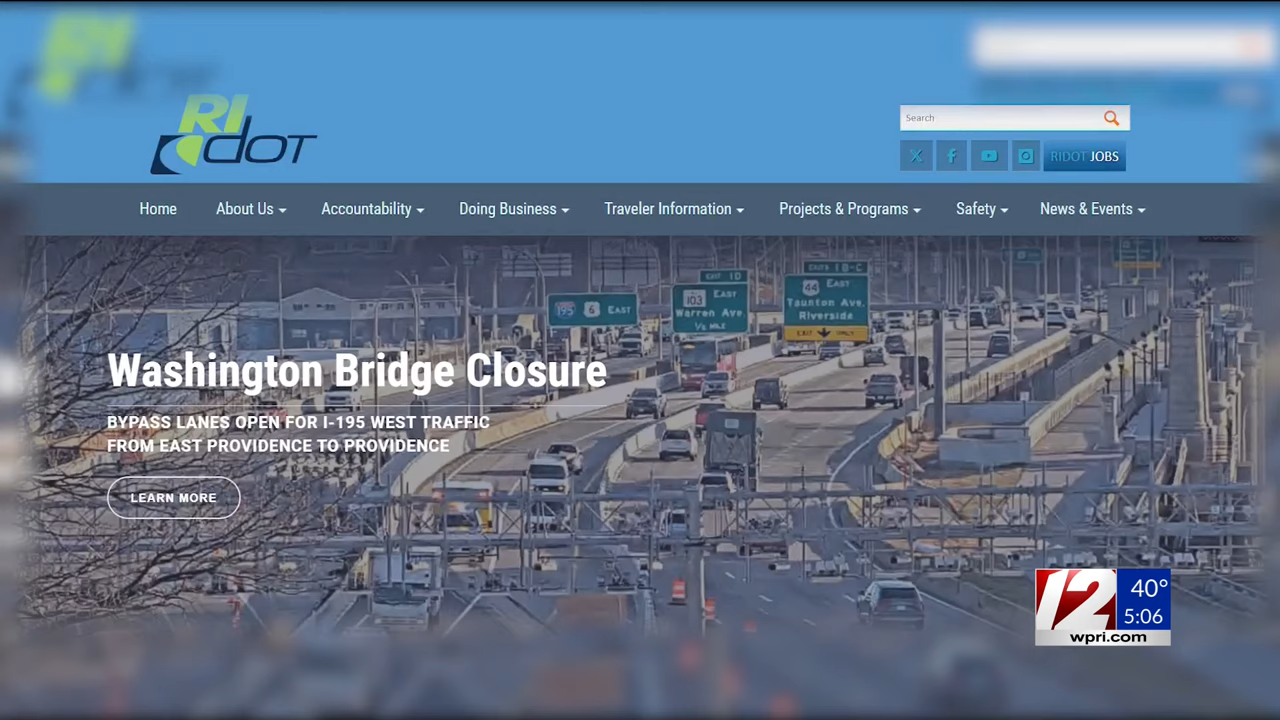 RI
dot
Search
RIDOT JOBS
Home About Us Accountability Doing Business Traveler Information Projects & Programs Safety News & Events
EXIT 1D
EXITS 1B-C
195 6 EAST
103 EAST
Warren Ave.
½ MILE
44 EAST
Taunton Ave.
Riverside
EXIT ONLY
Washington Bridge Closure
BYPASS LANES OPEN FOR I-195 WEST TRAFFIC
FROM EAST PROVIDENCE TO PROVIDENCE
LEARN MORE
12
40°
5:06
wpri.com